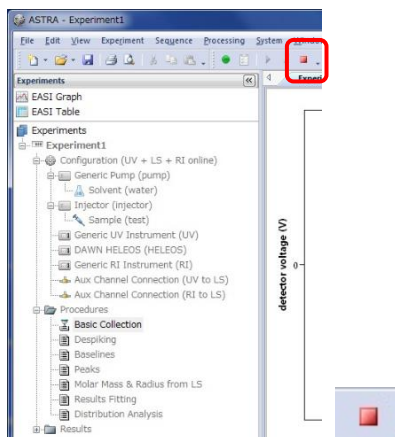 ASTRA - Experiment1
File Edit View Experiment Sequence Processing System Window
Experiments
EASI Graph
EASI Table
Experiments
Experiment1
Configuration (UV + LS + RI online)
Generic Pump (pump)
Solvent (water)
Injector (injector)
Sample (test)
Generic UV Instrument (UV)
DAWN HELEOS (HELEOS)
Generic RI Instrument (RI)
Aux Channel Connection (UV to LS)
Aux Channel Connection (RI to LS)
Procedures
Basic Collection
Despiking
Baselines
Peaks
Molar Mass & Radius from LS
Results Fitting
Distribution Analysis
Results
detector voltage (V)
0